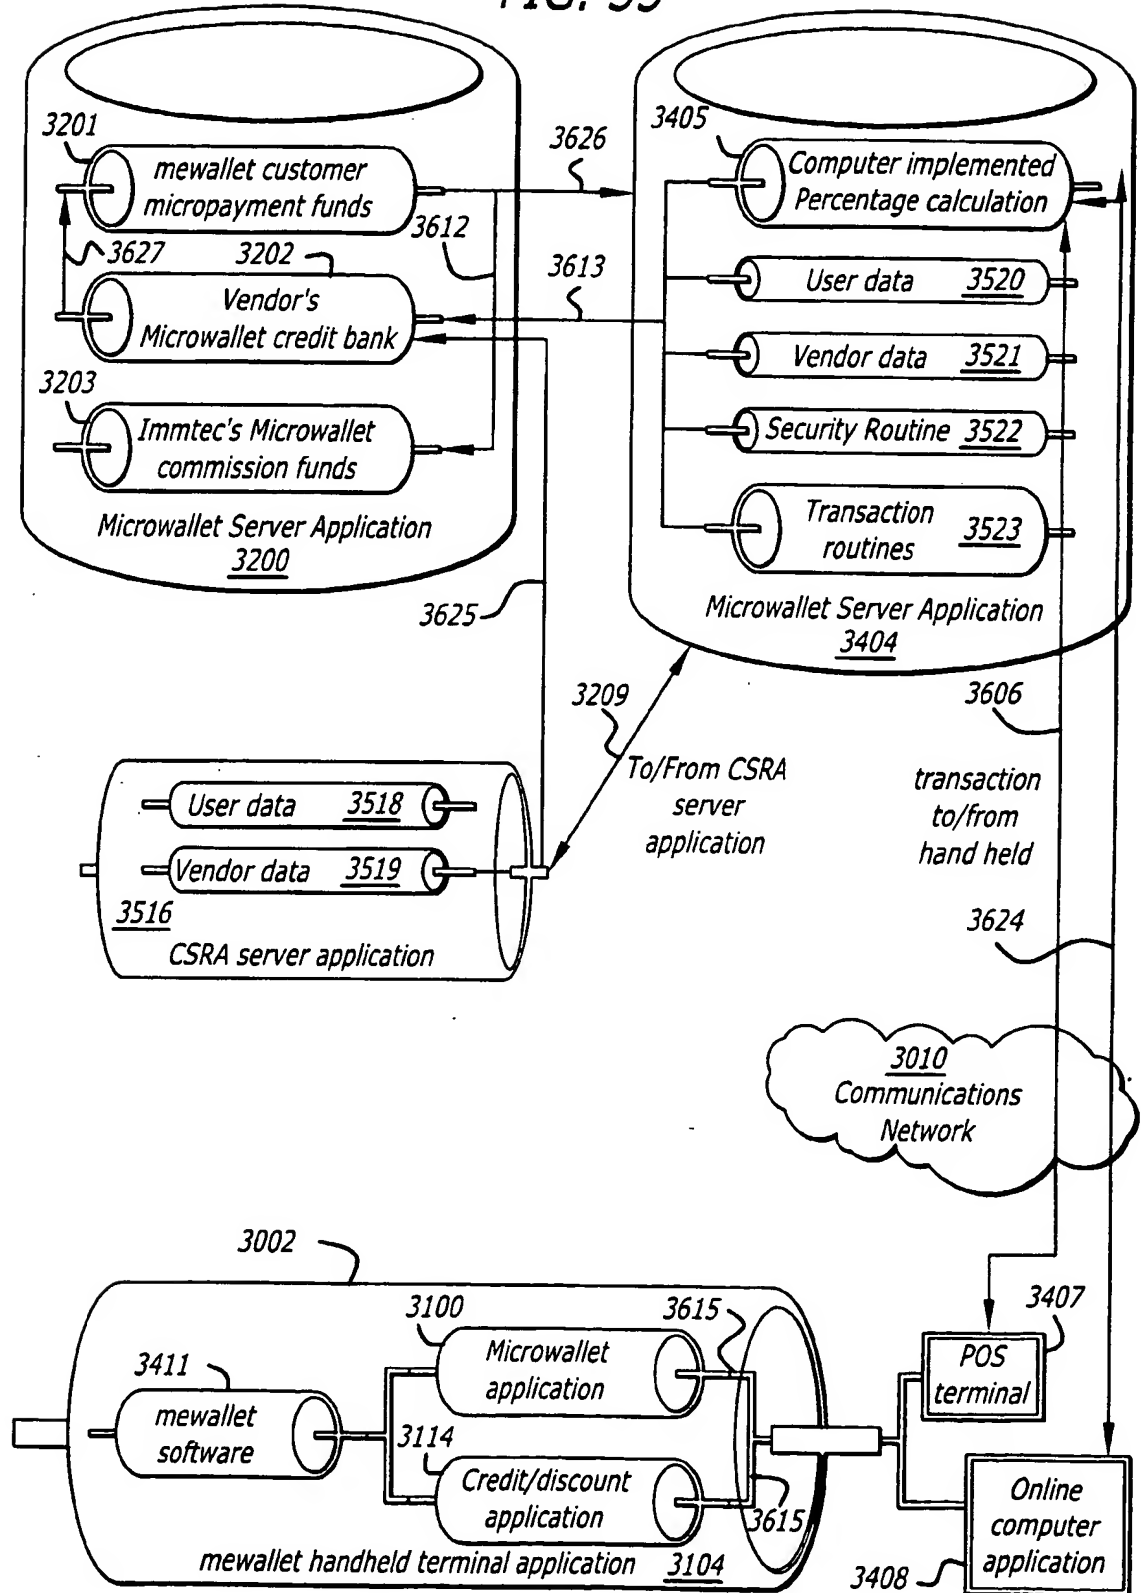 FIG. 35
3201
mewallet customer
micropayment funds
3626
3612
3627
3202
Vendor's
Microwallet credit bank
3613
3203
Immtec's Microwallet
commission funds
Microwallet Server Application
3200
3625
3405
Computer implemented
Percentage calculation
User data 3520
Vendor data 3521
Security Routine 3522
Transaction
routines 3523
Microwallet Server Application
3404
3209
To/From CSRA
server
application
3606
transaction
to/from
hand held
3624
User data 3518
Vendor data 3519
3516
CSRA server application
3010
Communications
Network
3002
3100
Microwallet
application
3615
3411
mewallet
software
3114
Credit/discount
application
3615
mewallet handheld terminal application 3104
3407
POS
terminal
Online
computer
application
3408